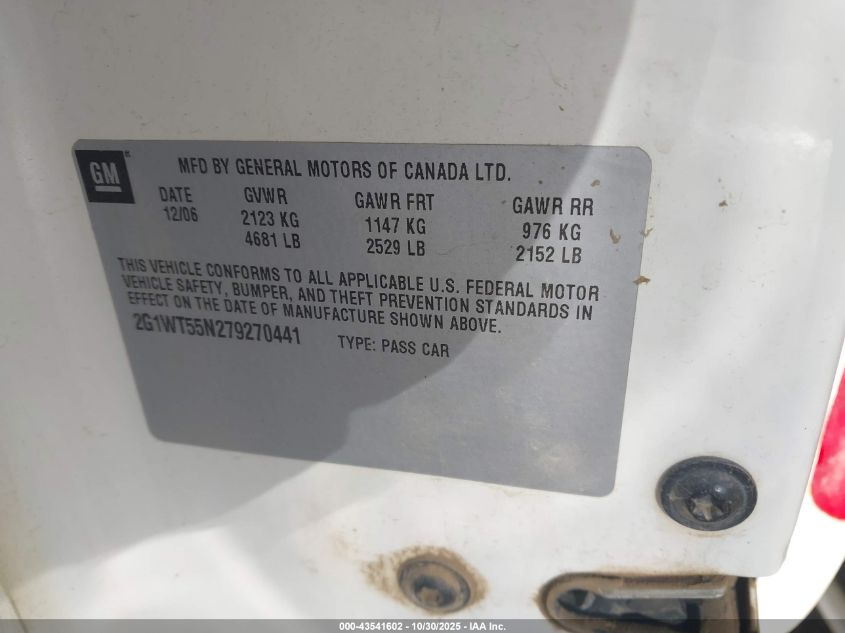 GM
MFD BY GENERAL MOTORS OF CANADA LTD.
DATE GVWR GAWR FRT GAWR RR
12/06 2123 KG 1147 KG 976 KG
4681 LB 2529 LB 2152 LB
THIS VEHICLE CONFORMS TO ALL APPLICABLE U.S. FEDERAL MOTOR
VEHICLE SAFETY, BUMPER, AND THEFT PREVENTION STANDARDS IN
EFFECT ON THE DATE OF MANUFACTURE SHOWN ABOVE.
2G1WT55N279270441 TYPE: PASS CAR
000-43541602 - 10/30/2025 - IAA Inc.